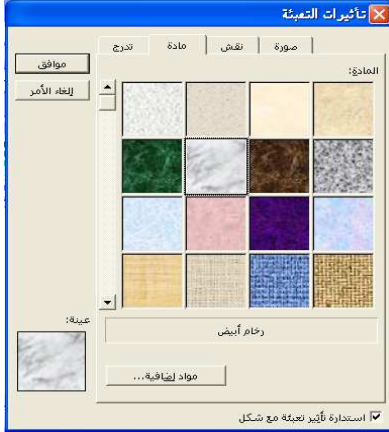 تأثيرات التعبئة
صورة نقش مادة تدرج
موافق
إلغاء الأمر
المادة:
عينة:
رخام أبيض
مواد إضافية...
استدارة تأثير تعبئة مع شكل